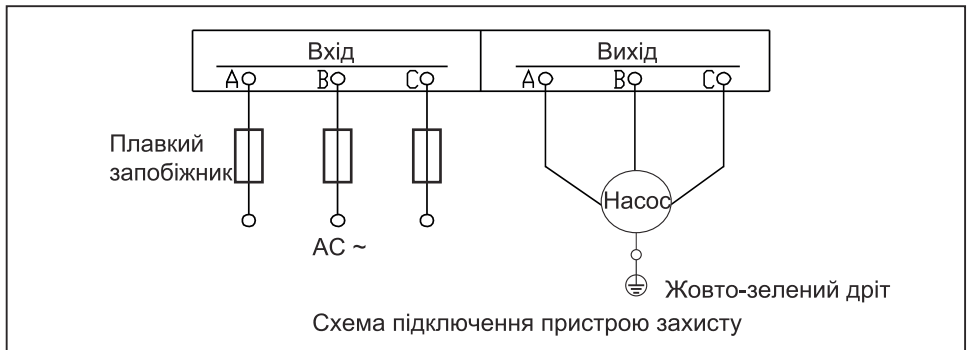 Вхід
Вихід
A B C
A B C
Плавкий
запобіжник
Насос
AC ~
Жовто-зелений дріт
Схема підключення пристрою захисту